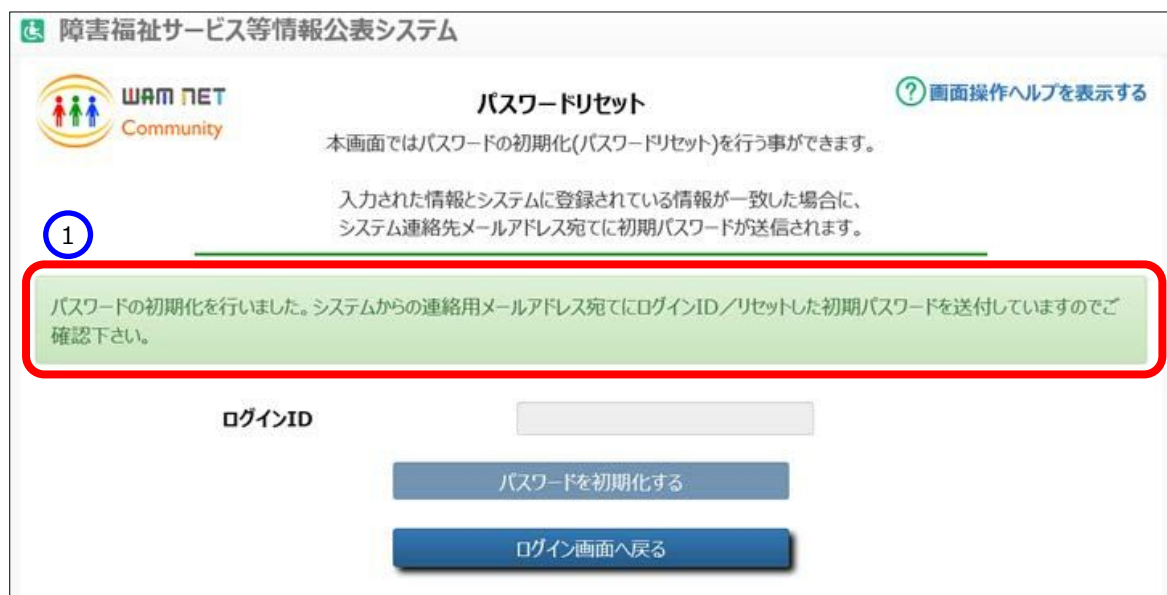 障害福祉サービス等情報公表システム
WAM NET
Community
パスワードリセット
?画面操作ヘルプを表示する
本画面ではパスワードの初期化(パスワードリセット)を行う事ができます。
入力された情報とシステムに登録されている情報が一致した場合に、
システム連絡先メールアドレス宛てに初期パスワードが送信されます。
1
パスワードの初期化を行いました。システムからの連絡用メールアドレス宛てにログインID／リセットした初期パスワードを送付していますのでご
確認下さい。
ログインID
パスワードを初期化する
ログイン画面へ戻る